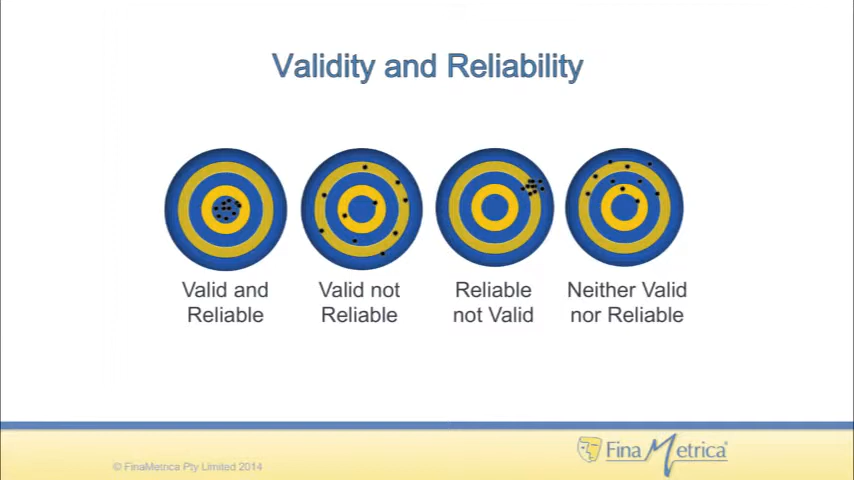 Validity and Reliability
Valid and
Reliable
Valid not
Reliable
Reliable
not Valid
Neither Valid
nor Reliable
© FinaMetrica Pty Limited 2014
FinaMetrica